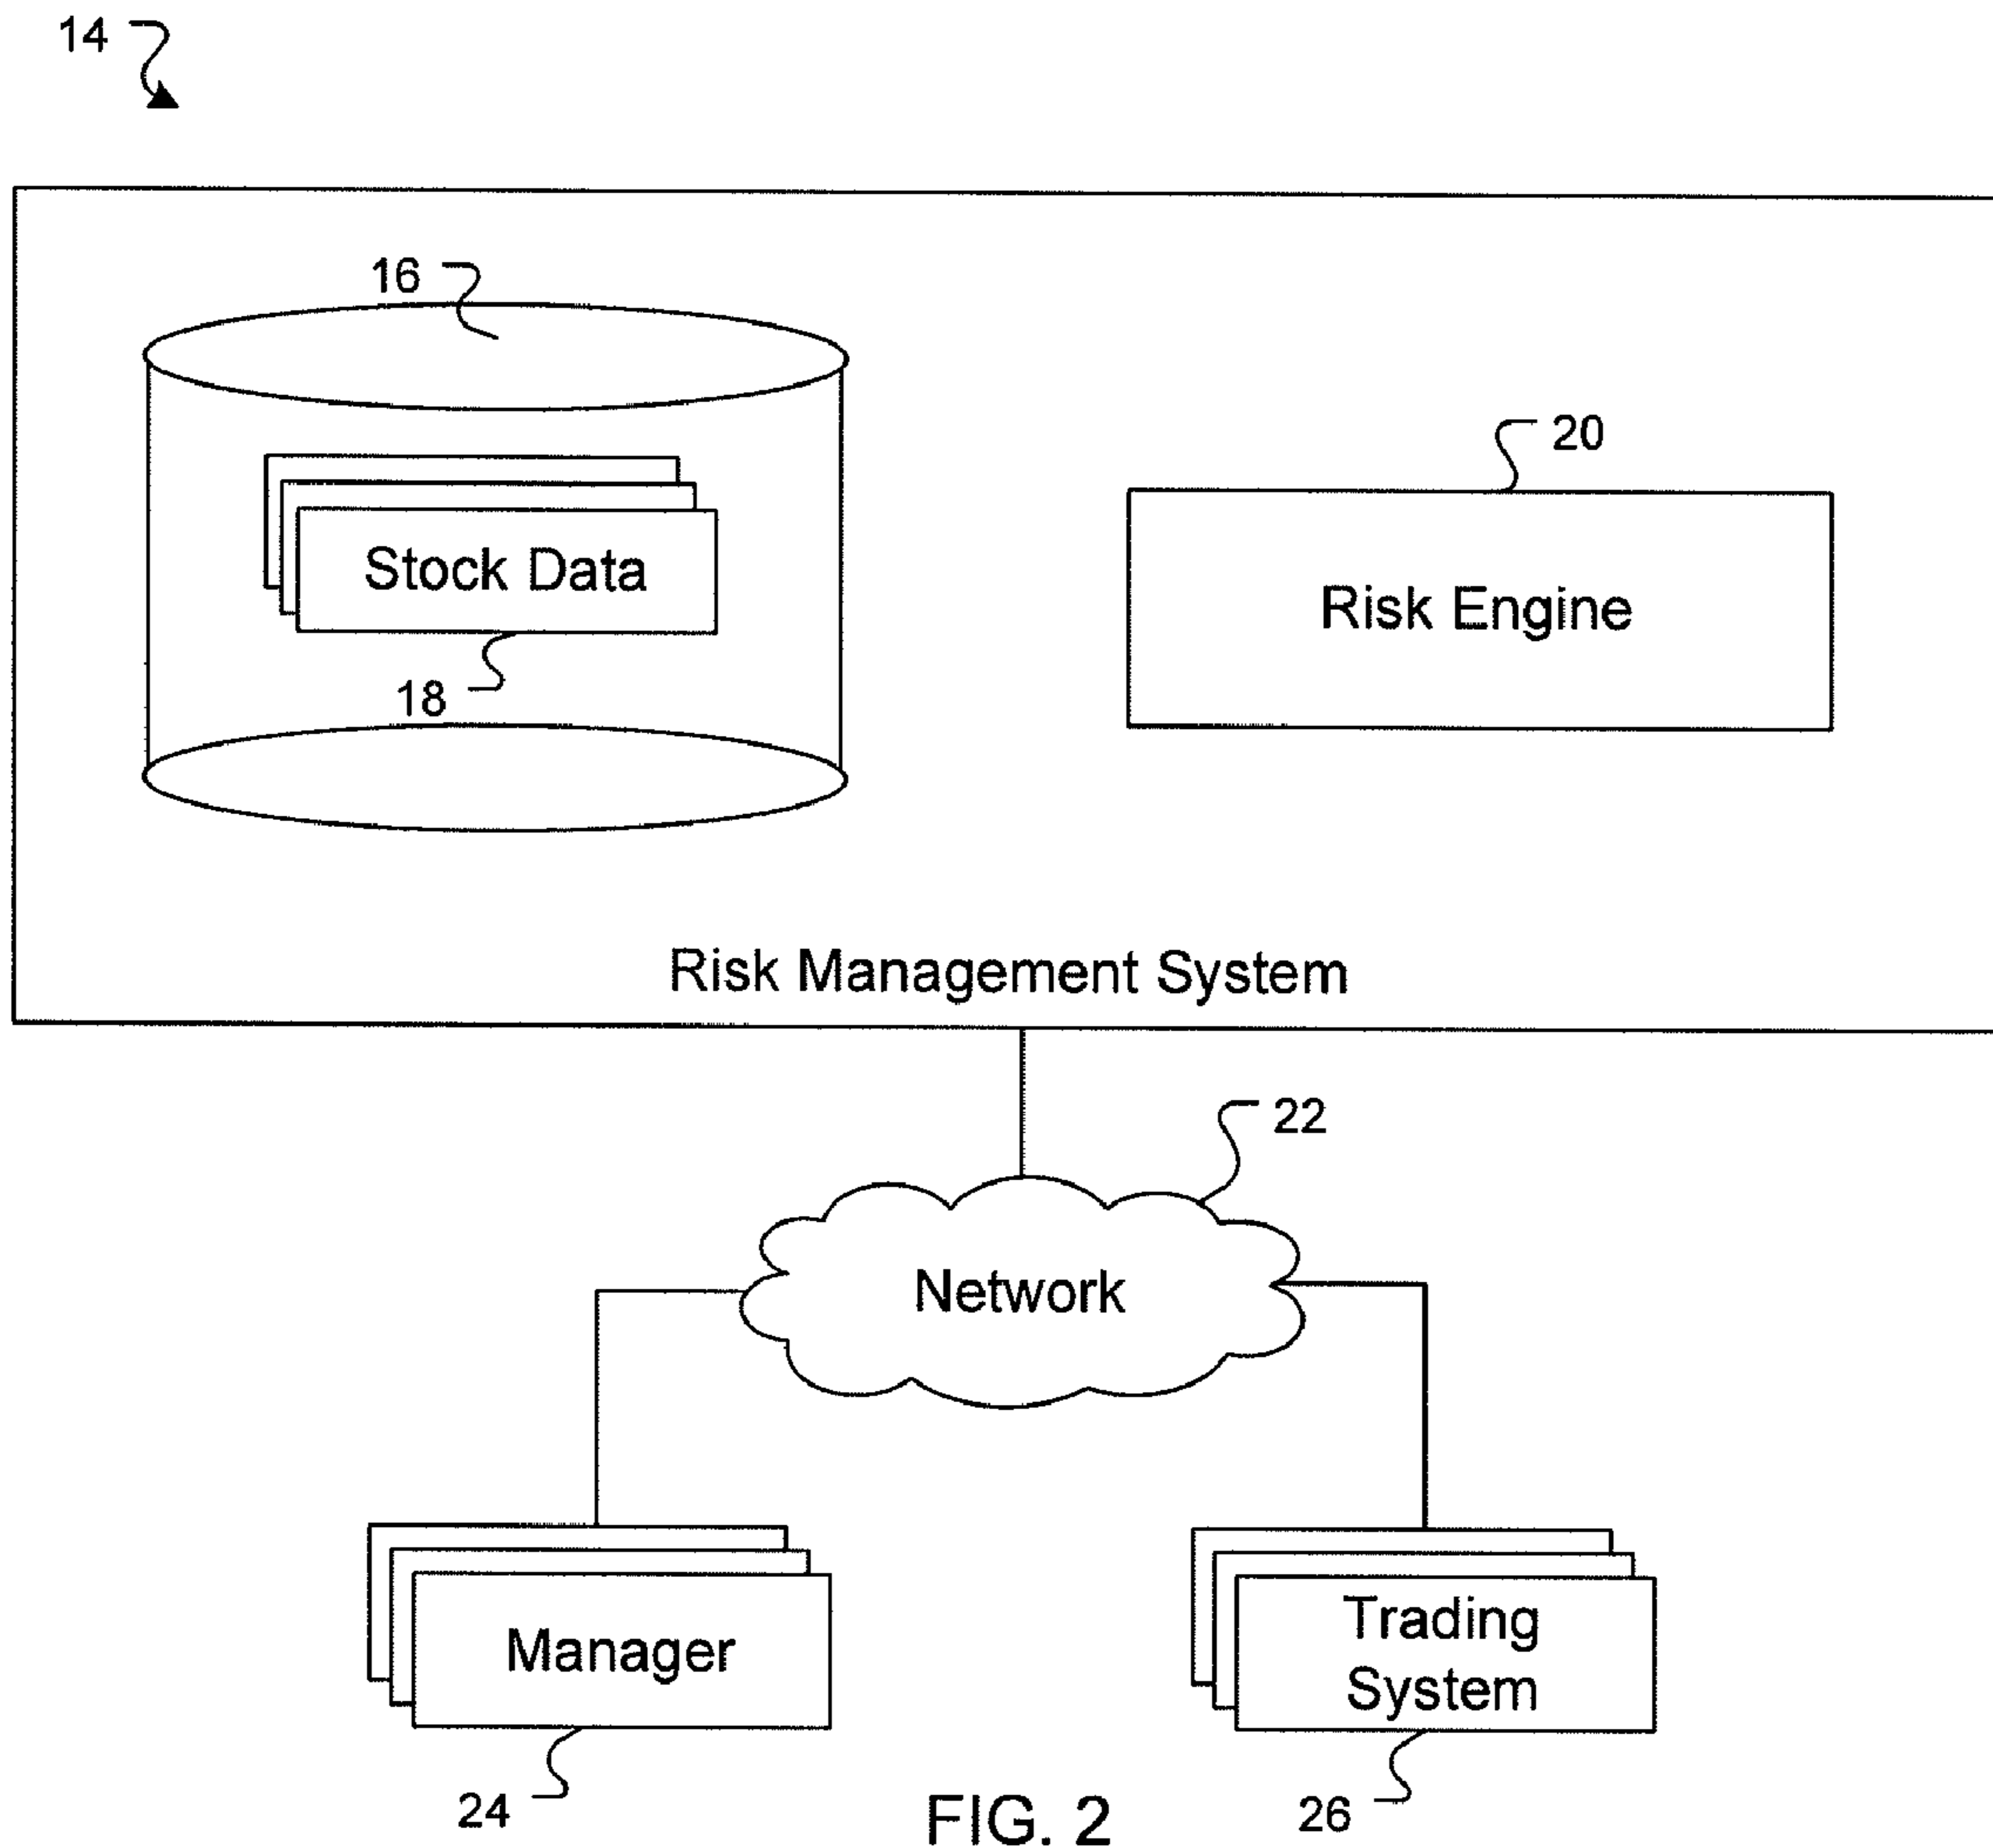 14
16
20
Stock Data
Risk Engine
18
Risk Management System
22
Network
Manager
Trading
System
24
26
FIG. 2